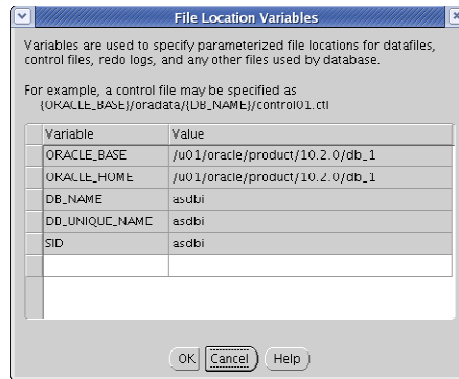 File Location Variables
Variables are used to specify parameterized file locations for datafiles,
control files, redo logs, and any other files used by database.
For example, a control file may be specified as
{ORACLE_BASE}/oradata/{DB_NAME}/control01.ctl
Variable Value
ORACLE_BASE /u01/oracle/product/10.2.0/db_1
ORACLE_HOME /u01/oracle/product/10.2.0/db_1
DB_NAME asdbi
DB_UNIQUE_NAME asdbi
SID asdbi
OK Cancel Help